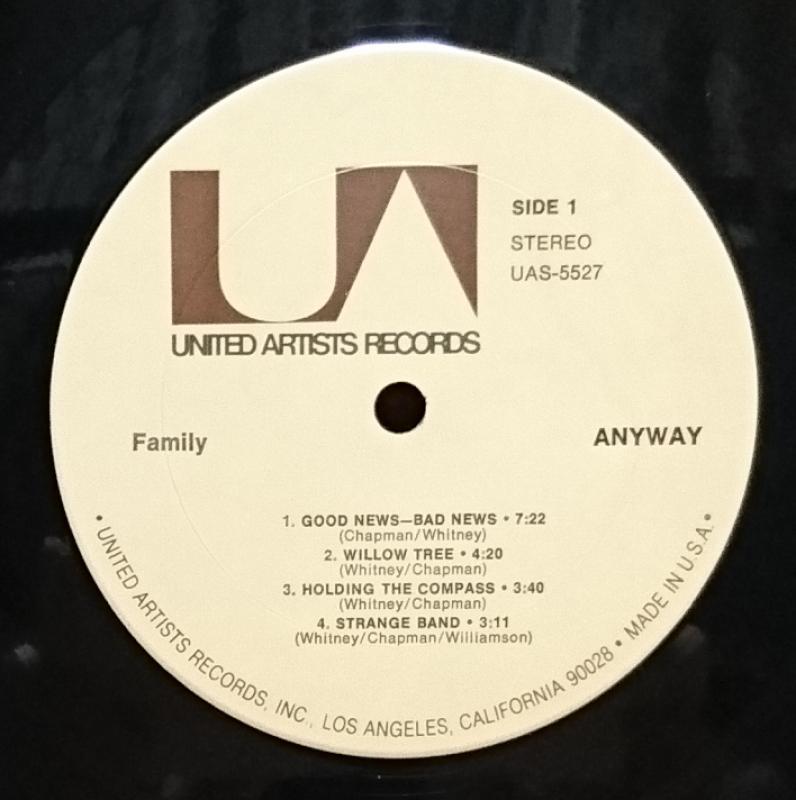 UA
UNITED ARTISTS RECORDS
SIDE 1
STEREO
UAS-5527
Family
ANYWAY
1. GOOD NEWS—BAD NEWS • 7:22
(Chapman/Whitney)
2. WILLOW TREE • 4:20
(Whitney/Chapman)
3. HOLDING THE COMPASS • 3:40
(Whitney/Chapman)
4. STRANGE BAND • 3:11
(Whitney/Chapman/Williamson)
• UNITED ARTISTS RECORDS, INC., LOS ANGELES, CALIFORNIA 90028 • MADE IN U.S.A. •